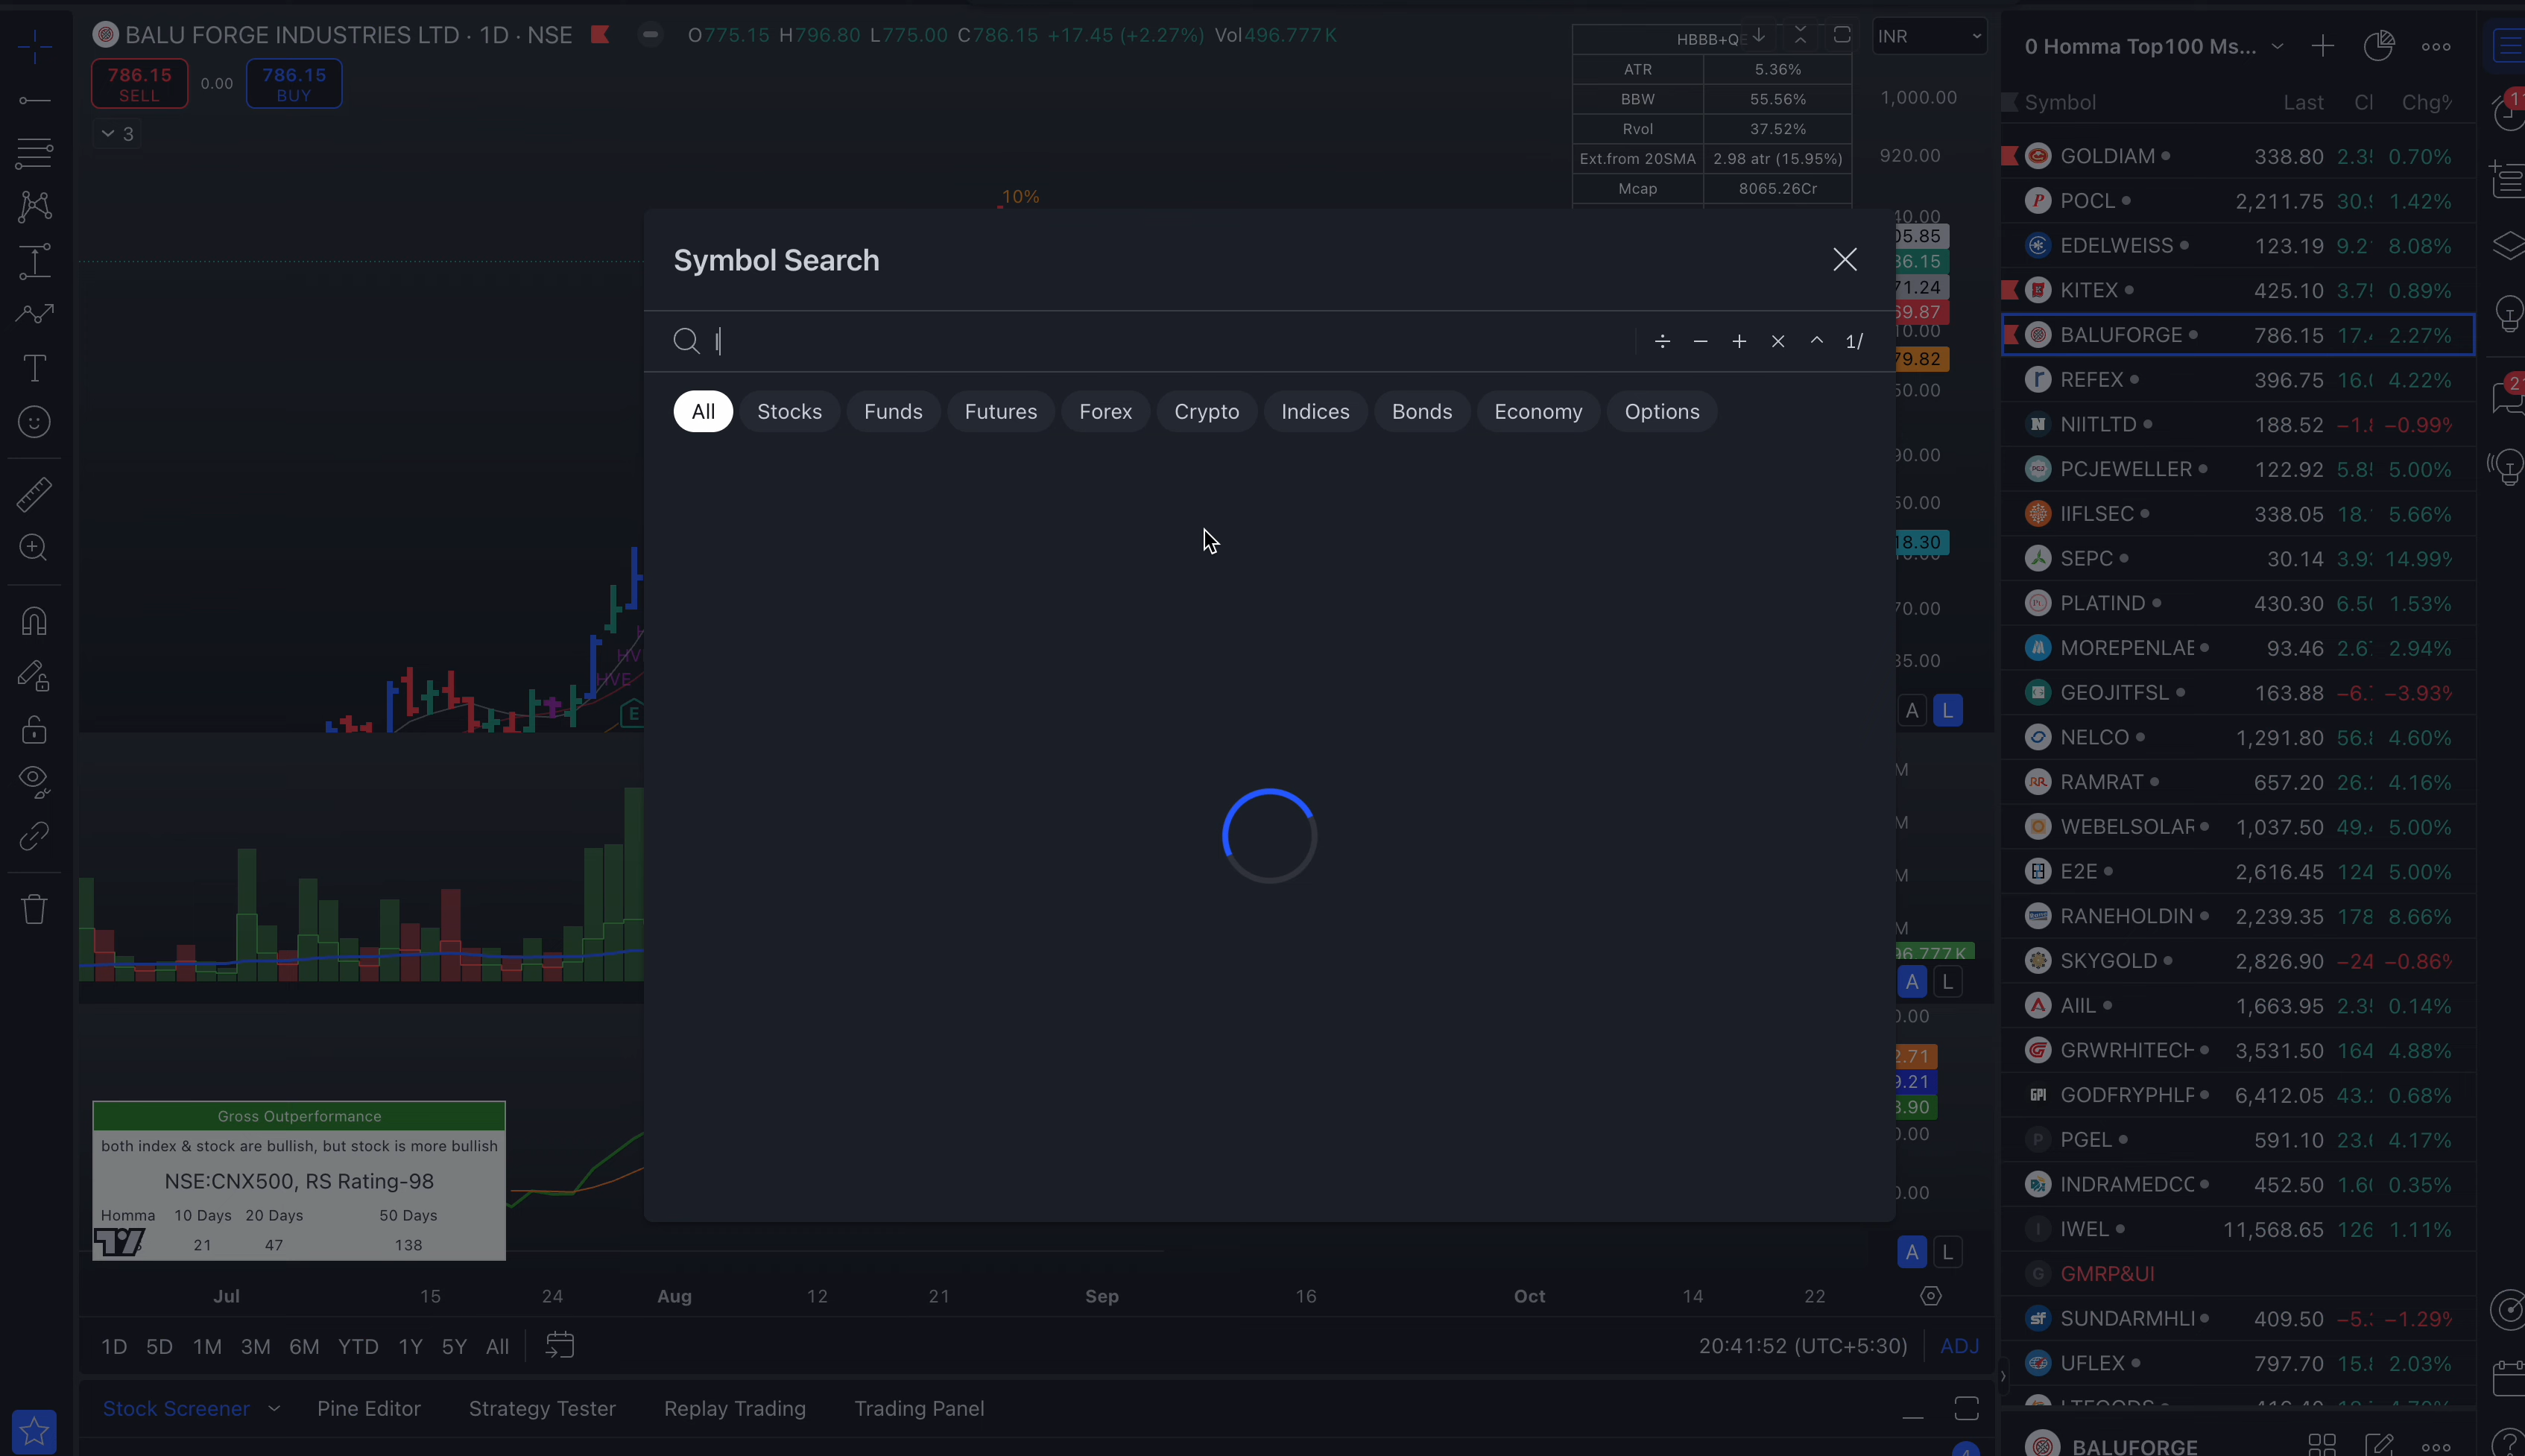 BALU FORGE INDUSTRIES LTD · 1D · NSE O775.15 H796.80 L775.00 C786.15 +17.45 (+2.27%) Vol496.777K
786.15 SELL
0.00
786.15 BUY
3
HBBB+Q
ATR 5.36%
BBW 55.56%
Rvol 37.52%
Ext.from 20SMA 2.98 atr (15.95%)
Mcap 8065.26Cr
INR
1,000.00
920.00
10%
Symbol Search
÷ − + × ^ 1/
All Stocks Funds Futures Forex Crypto Indices Bonds Economy Options
HVE
E
A L
A L
A L
Gross Outperformance
both index & stock are bullish, but stock is more bullish
NSE:CNX500, RS Rating-98
Homma 10 Days 20 Days 50 Days
21 47 138
Jul 15 24 Aug 12 21 Sep 16 Oct 14 22
1D 5D 1M 3M 6M YTD 1Y 5Y All
20:41:52 (UTC+5:30) ADJ
Stock Screener Pine Editor Strategy Tester Replay Trading Trading Panel
0 Homma Top100 Ms...
Symbol Last Chg%
GOLDIAM 338.80 0.70%
POCL 2,211.75 1.42%
EDELWEISS 123.19 8.08%
KITEX 425.10 0.89%
BALUFORGE 786.15 2.27%
REFEX 396.75 4.22%
NIITLTD 188.52 −0.99%
PCJEWELLER 122.92 5.00%
IIFLSEC 338.05 5.66%
SEPC 30.14 14.99%
PLATIND 430.30 1.53%
MOREPENLAB 93.46 2.94%
GEOJITFSL 163.88 −3.93%
NELCO 1,291.80 4.60%
RAMRAT 657.20 4.16%
WEBELSOLAR 1,037.50 5.00%
E2E 2,616.45 124 5.00%
RANEHOLDIN 2,239.35 178 8.66%
SKYGOLD 2,826.90 −24 −0.86%
AIIL 1,663.95 0.14%
GRWRHITECH 3,531.50 164 4.88%
GODFRYPHLP 6,412.05 0.68%
PGEL 591.10 4.17%
INDRAMEDCO 452.50 0.35%
IWEL 11,568.65 126 1.11%
GMRP&UI
SUNDARMHLD 409.50 −1.29%
UFLEX 797.70 2.03%
BALUFORGE